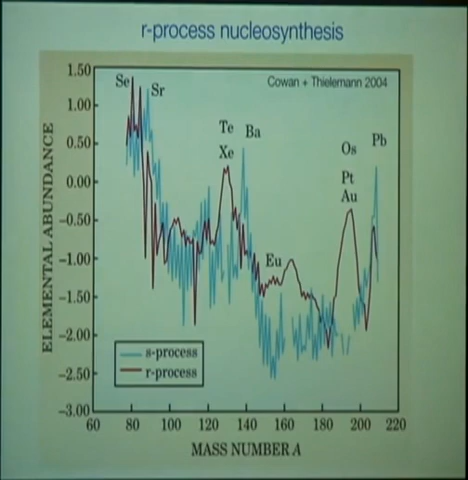 r-process nucleosynthesis
Cowan + Thielemann 2004
Se
Sr
Te
Xe
Ba
Os
Pt
Au
Pb
Eu
ELEMENTAL ABUNDANCE
1.50
1.00
0.50
0.00
−0.50
−1.00
−1.50
−2.00
−2.50
−3.00
s-process
r-process
60
80
100
120
140
160
180
200
220
MASS NUMBER A